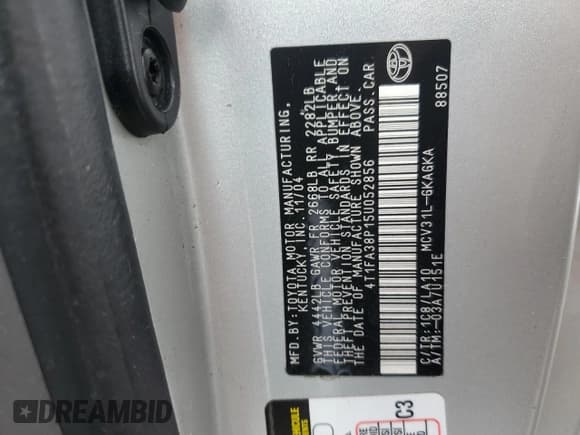 MFD.BY:TOYOTA MOTOR MANUFACTURING,
KENTUCKY, INC. 11/04
GVWR 4442LB GAWR FR 2668LB RR 2282LB
THIS VEHICLE CONFORMS TO ALL APPLICABLE
FEDERAL MOTOR VEHICLE SAFETY, BUMPER, AND
THEFT PREVENTION STANDARDS IN EFFECT ON
THE DATE OF MANUFACTURE SHOWN ABOVE.
4T1FA38P15U052856 PASS.CAR
C/TR:1C8/LA10 MCV31L-GKAGKA
A/TM:-03A/U151E
88507
C3
VEHICULE
DREAMBID